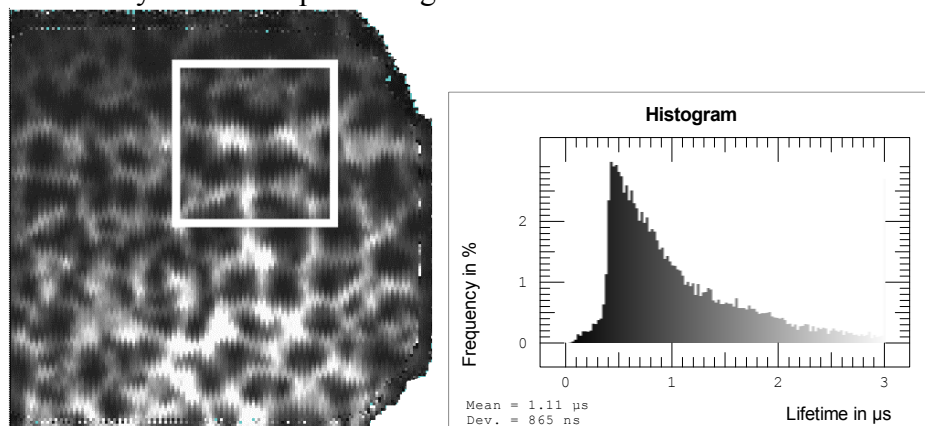 Histogram
Frequency in %
2
1
0
0 1 2 3
Mean = 1.11 µs
Dev. = 865 ns
Lifetime in µs